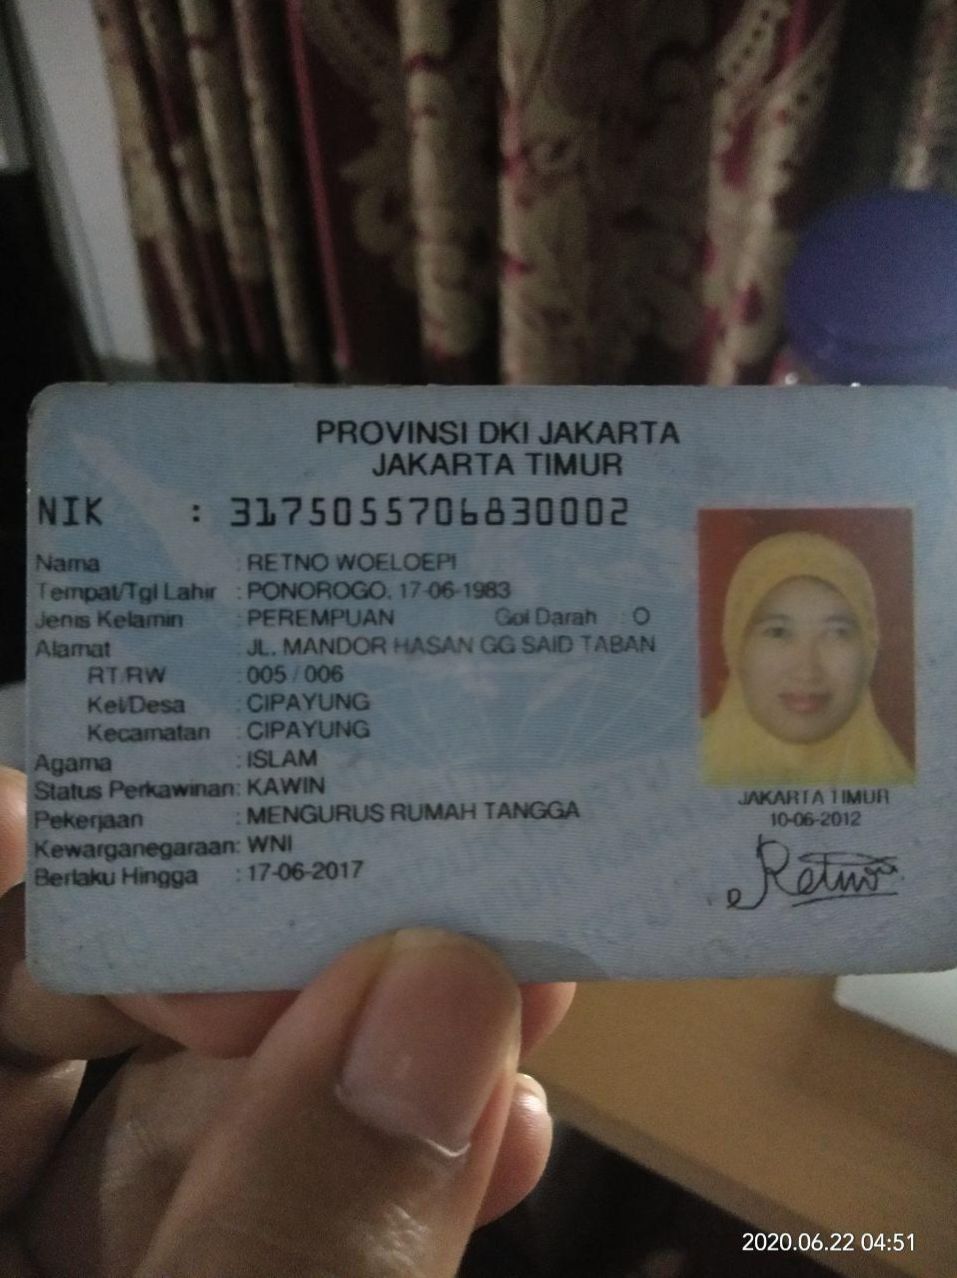 PROVINSI DKI JAKARTA
JAKARTA TIMUR
NIK : 3175055706830002
Nama : RETNO WOELOEPI
Tempat/Tgl Lahir : PONOROGO, 17-06-1983
Jenis Kelamin : PEREMPUAN Gol Darah : O
Alamat : JL. MANDOR HASAN GG SAID TABAN
RT/RW : 005 / 006
Kel/Desa : CIPAYUNG
Kecamatan : CIPAYUNG
Agama : ISLAM
Status Perkawinan: KAWIN
Pekerjaan : MENGURUS RUMAH TANGGA
Kewarganegaraan: WNI
Berlaku Hingga : 17-06-2017
JAKARTA TIMUR
10-06-2012
Retno
2020.06.22 04:51